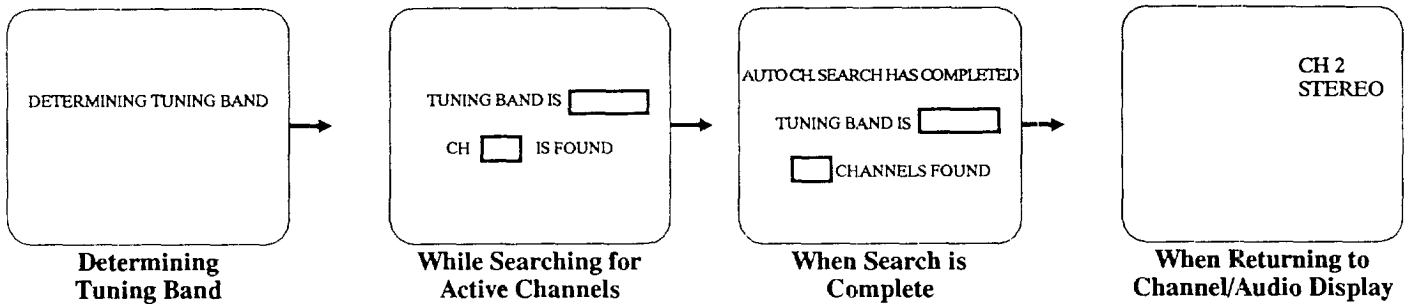 DETERMINING TUNING BAND
Determining
Tuning Band
TUNING BAND IS
CH IS FOUND
While Searching for
Active Channels
AUTO CH. SEARCH HAS COMPLETED
TUNING BAND IS
CHANNELS FOUND
When Search is
Complete
CH 2
STEREO
When Returning to
Channel/Audio Display